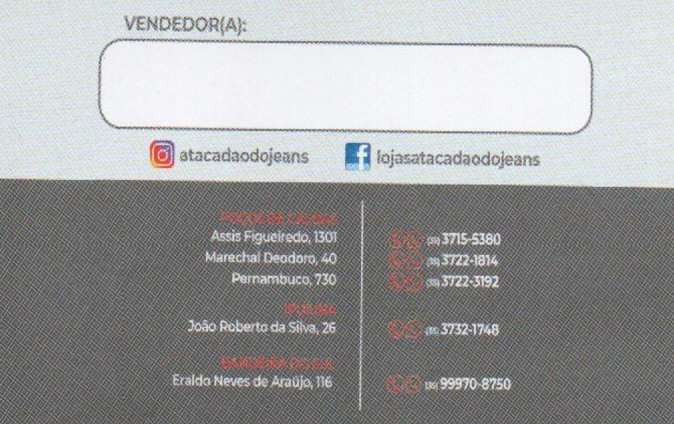 VENDEDOR(A):
atacadaodojeans
lojasatacadaodojeans
POÇOS DE CALDAS
Assis Figueiredo, 1301 (35) 3715-5380
Marechal Deodoro, 40 (35) 3722-1814
Pernambuco, 730 (35) 3722-3192
IPUIUNA
João Roberto da Silva, 26 (35) 3732-1748
BANDEIRA DO SUL
Eraldo Neves de Araújo, 116 (35) 99970-8750